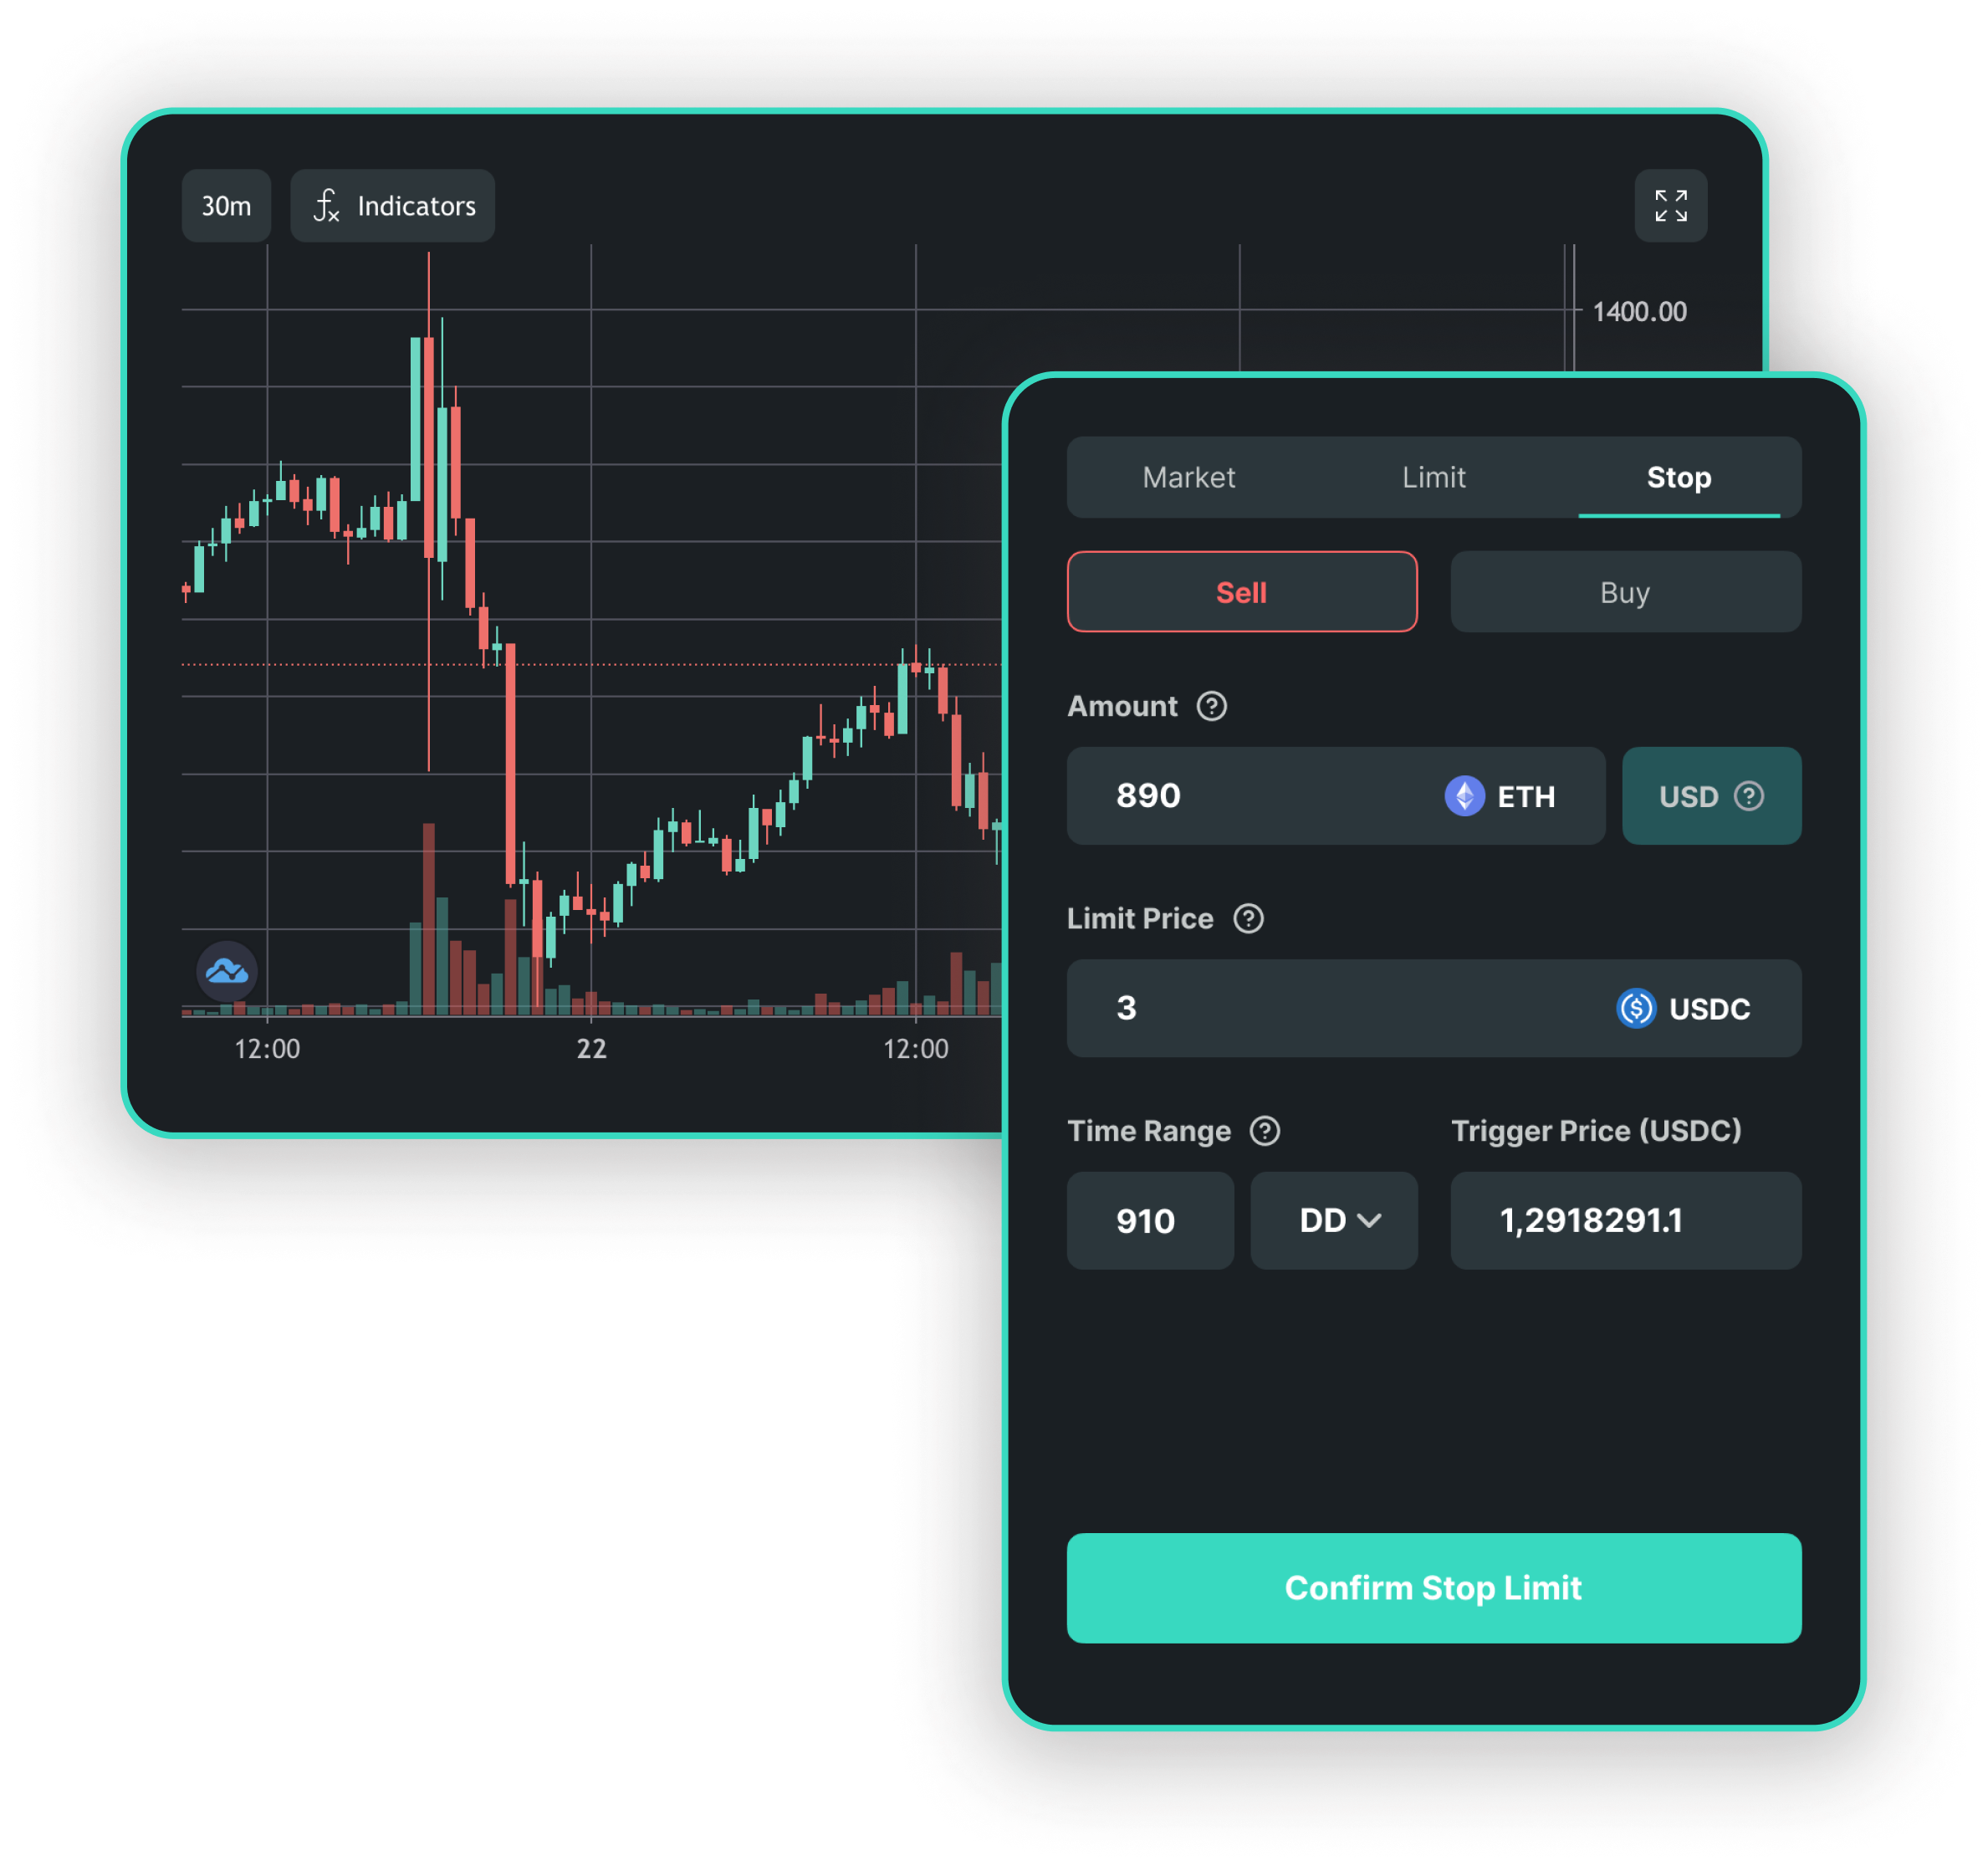 30m
Indicators
1400.00
12:00
22
12:00
Market
Limit
Stop
Sell
Buy
Amount
890
ETH
USD
Limit Price
3
USDC
Time Range
Trigger Price (USDC)
910
DD
1,2918291.1
Confirm Stop Limit